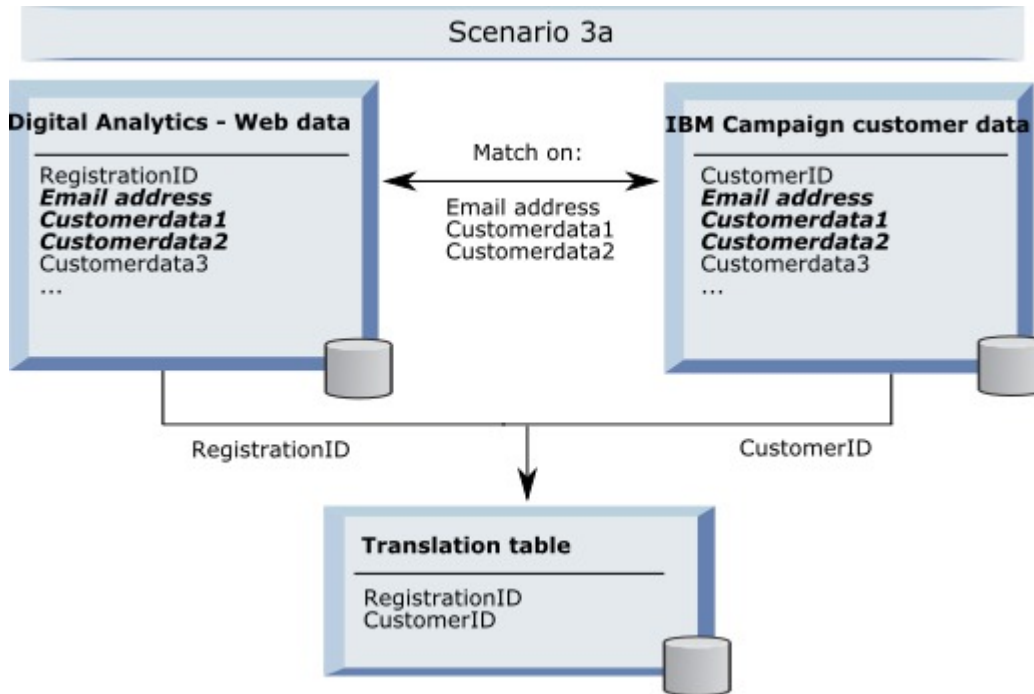 Scenario 3a
Digital Analytics - Web data
RegistrationID
Email address
Customerdata1
Customerdata2
Customerdata3
...
Match on:
Email address
Customerdata1
Customerdata2
IBM Campaign customer data
CustomerID
Email address
Customerdata1
Customerdata2
Customerdata3
...
RegistrationID
CustomerID
Translation table
RegistrationID
CustomerID